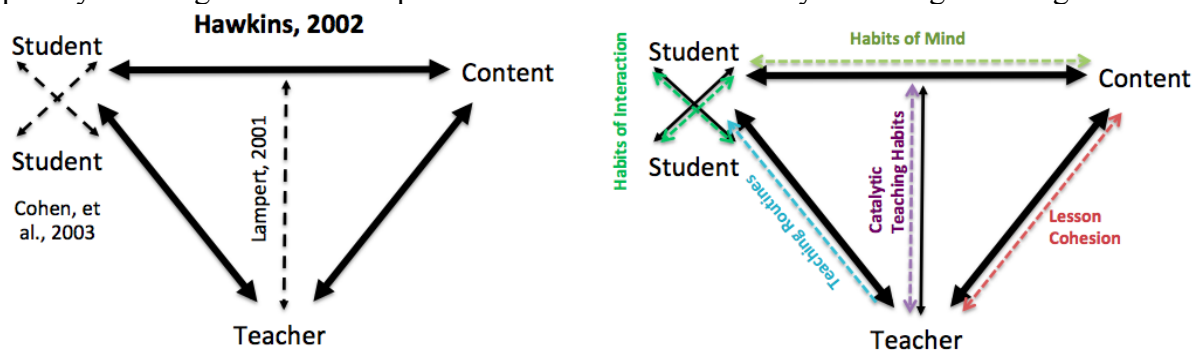 Hawkins, 2002
Student
Content
Student
Cohen, et
al., 2003
Lampert, 2001
Teacher
Habits of Interaction
Student
Habits of Mind
Content
Student
Teaching Routines
Catalytic
Teaching Habits
Lesson
Cohesion
Teacher